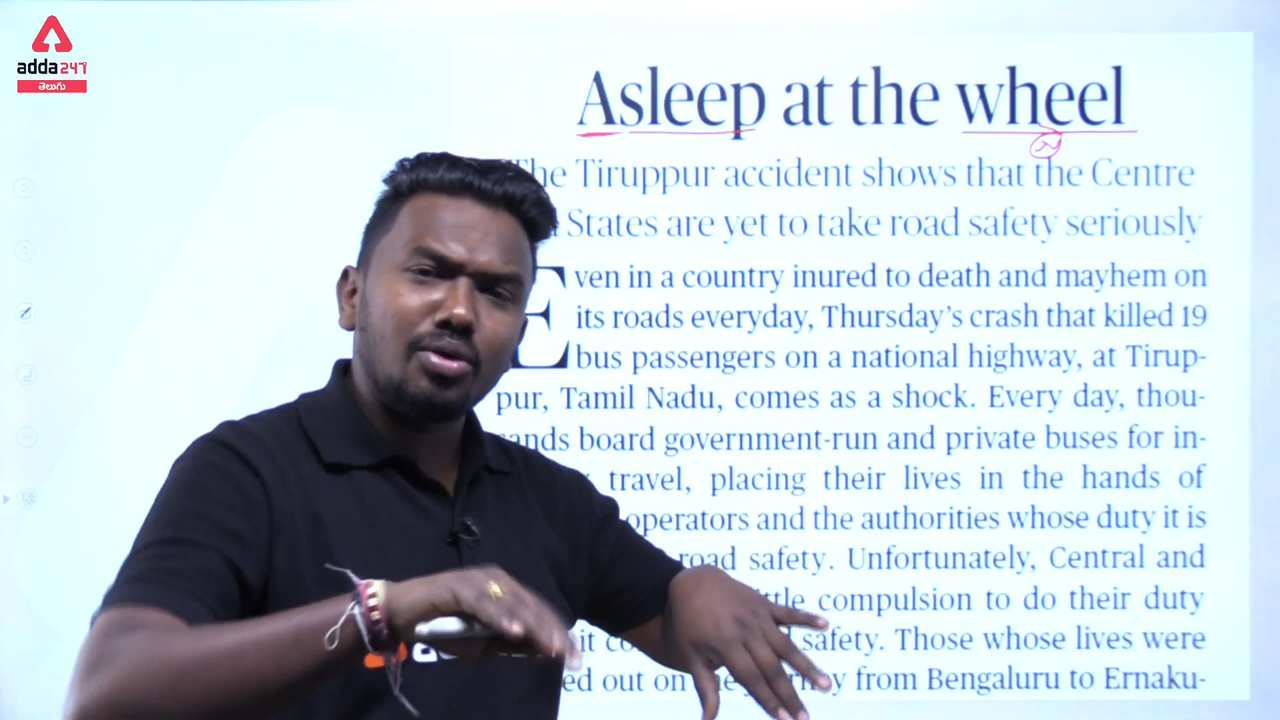 adda247
తెలుగు
Asleep at the wheel
The Tiruppur accident shows that the Centre
States are yet to take road safety seriously
Even in a country inured to death and mayhem on
its roads everyday, Thursday's crash that killed 19
bus passengers on a national highway, at Tirup-
pur, Tamil Nadu, comes as a shock. Every day, thou-
sands board government-run and private buses for in-
travel, placing their lives in the hands of
operators and the authorities whose duty it is
road safety. Unfortunately, Central and
little compulsion to do their duty
it safety. Those whose lives were
out on from Bengaluru to Ernaku-